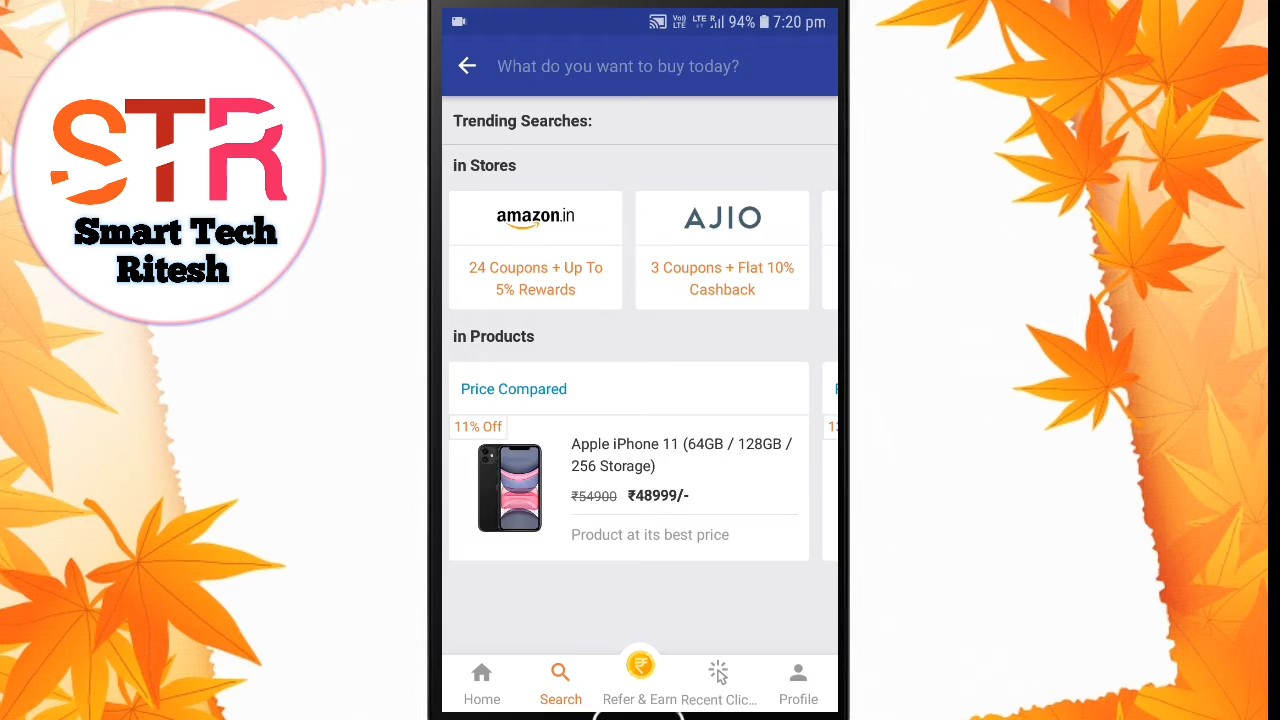 STR
Smart Tech
Ritesh
Vo)) LTE LTE R 94% 7:20 pm
What do you want to buy today?
Trending Searches:
in Stores
amazon.in
AJIO
24 Coupons + Up To
5% Rewards
3 Coupons + Flat 10%
Cashback
in Products
Price Compared
11% Off
Apple iPhone 11 (64GB / 128GB /
256 Storage)
₹54900 ₹48999/-
Product at its best price
Home
Search
Refer & Earn
Recent Clic...
Profile